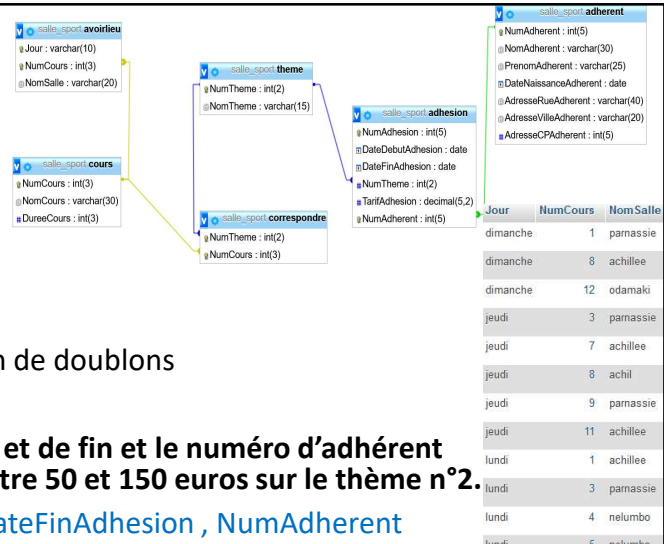 salle_sport avoirlieu
Jour : varchar(10)
NumCours : int(3)
NomSalle : varchar(20)
salle_sport cours
NumCours : int(3)
NomCours : varchar(30)
DureeCours : int(3)
salle_sport theme
NumTheme : int(2)
NomTheme : varchar(15)
salle_sport correspondre
NumTheme : int(2)
NumCours : int(3)
salle_sport adhesion
NumAdhesion : int(5)
DateDebutAdhesion : date
DateFinAdhesion : date
NumTheme : int(2)
TarifAdhesion : decimal(5,2)
NumAdherent : int(5)
salle_sport adherent
NumAdherent : int(5)
NomAdherent : varchar(30)
PrenomAdherent : varchar(25)
DateNaissanceAdherent : date
AdresseRueAdherent : varchar(40)
AdresseVilleAdherent : varchar(20)
AdresseCPAdherent : int(5)
Jour NumCours NomSalle
dimanche 1 parnassie
dimanche 8 achillee
dimanche 12 odamaki
jeudi 3 parnassie
jeudi 7 achillee
jeudi 8 achil
jeudi 9 parnassie
jeudi 11 achillee
lundi 1 achillee
lundi 3 parnassie
lundi 4 nelumbo
lundi 5 nelumbo
n de doublons
et de fin et le numéro d’adhérent
tre 50 et 150 euros sur le thème n°2.
ateFinAdhesion , NumAdherent